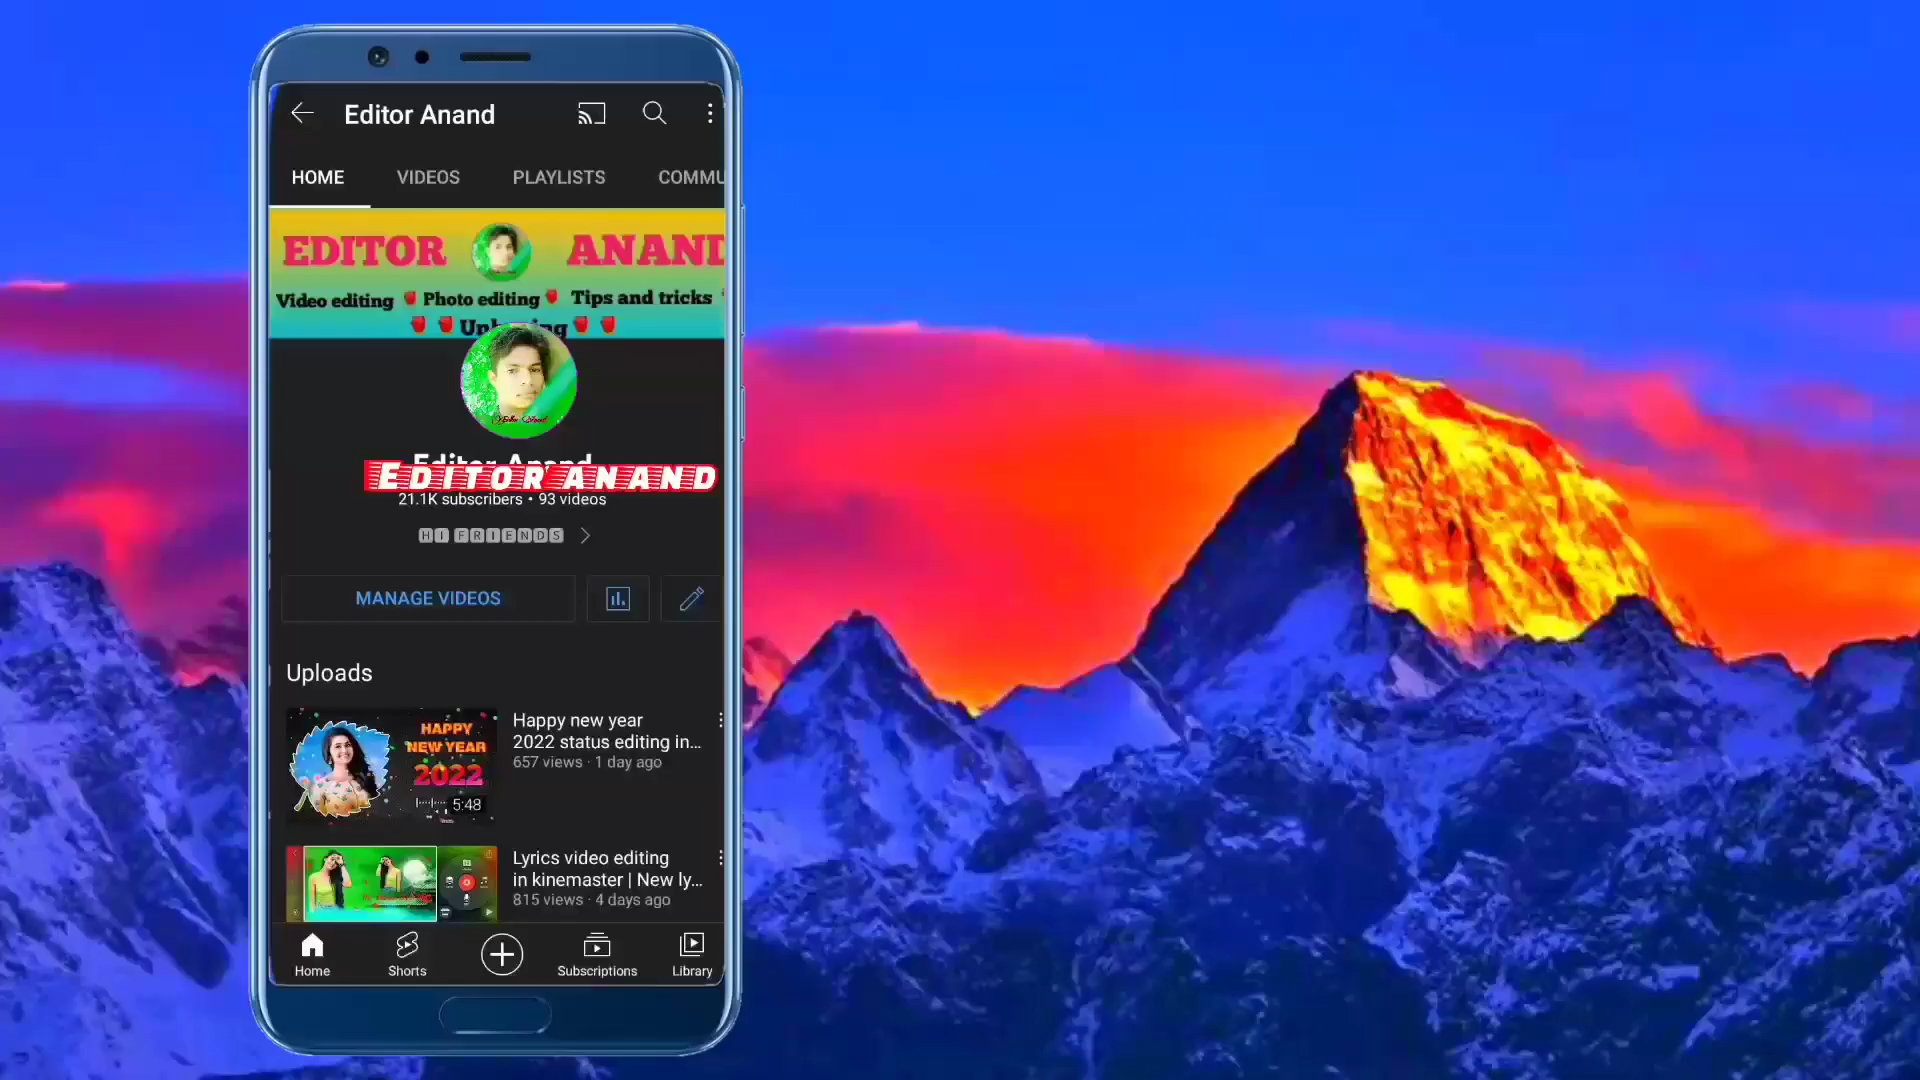 Editor Anand
HOME VIDEOS PLAYLISTS COMMU
EDITOR ANAND
Video editing Photo editing Tips and tricks
Editor Anand
EDITOR ANAND
21.1K subscribers • 93 videos
HI FRIENDS
MANAGE VIDEOS
Uploads
HAPPY
NEW YEAR
2022
5:48
Happy new year
2022 status editing in...
657 views · 1 day ago
Lyrics video editing
in kinemaster | New ly...
815 views · 4 days ago
Home Shorts Subscriptions Library